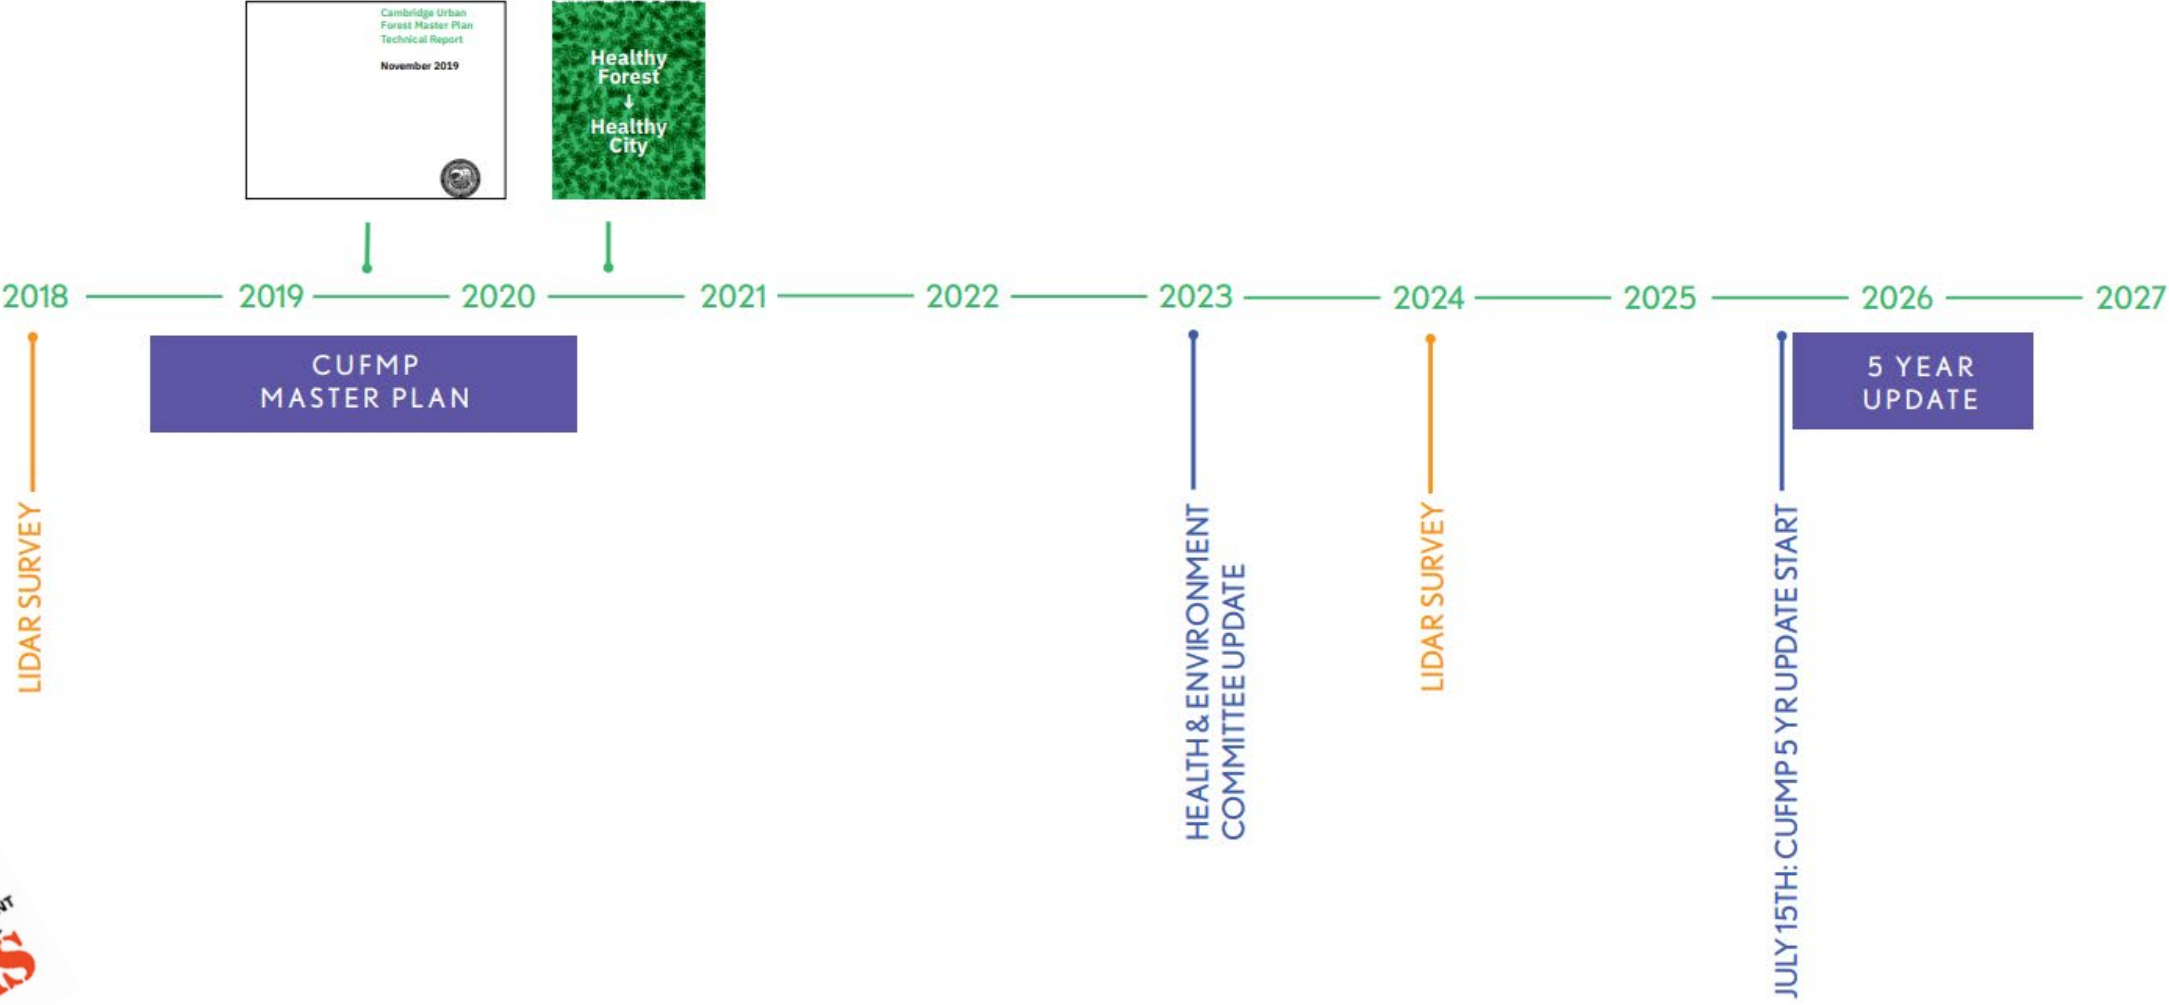 Cambridge Urban
Forest Master Plan
Technical Report
November 2019
Healthy
Forest
↓
Healthy
City
2018 2019 2020 2021 2022 2023 2024 2025 2026 2027
CUFMP
MASTER PLAN
5 YEAR
UPDATE
LIDAR SURVEY
HEALTH & ENVIRONMENT
COMMITTEE UPDATE
LIDAR SURVEY
JULY 15TH: CUFMP 5 YR UPDATE START